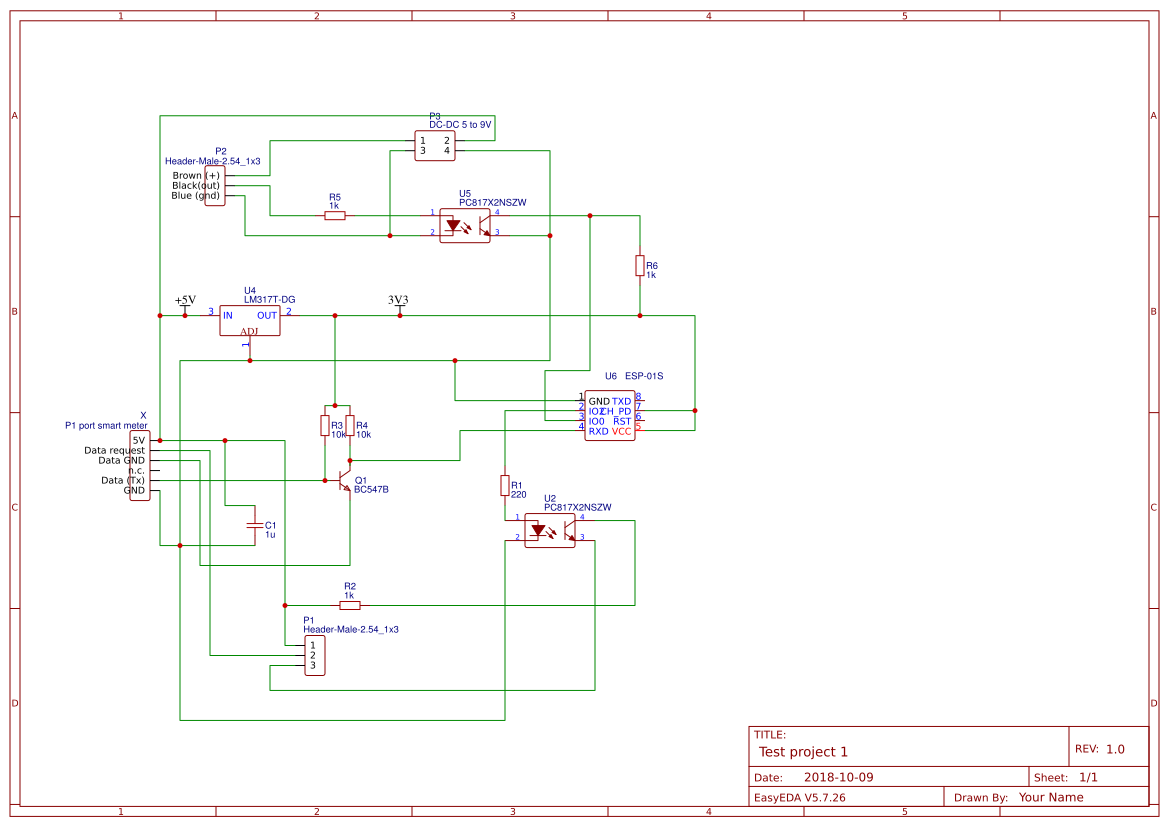 1 2 3 4 5
A A
P3
DC-DC 5 to 9V
1 2
3 4
P2
Header-Male-2.54_1x3
Brown (+)
Black(out)
Blue (gnd)
R5
1k
U5
PC817X2NSZW
1 4
2 3
R6
1k
B B
+5V
U4
LM317T-DG
3 IN OUT 2
ADJ
1
3V3
U6 ESP-01S
1 GND TXD 8
2 IO2 CH_PD 7
3 IO0 RST 6
4 RXD VCC 5
X
P1 port smart meter
5V
Data request
Data GND
n.c.
Data (Tx)
GND
R3
10k
R4
10k
Q1
BC547B
C C
C1
1u
R1
220
U2
PC817X2NSZW
1 4
2 3
R2
1k
P1
Header-Male-2.54_1x3
1
2
3
D D
TITLE:
Test project 1
REV: 1.0
Date: 2018-10-09
Sheet: 1/1
EasyEDA V5.7.26
Drawn By: Your Name
1 2 3 4 5